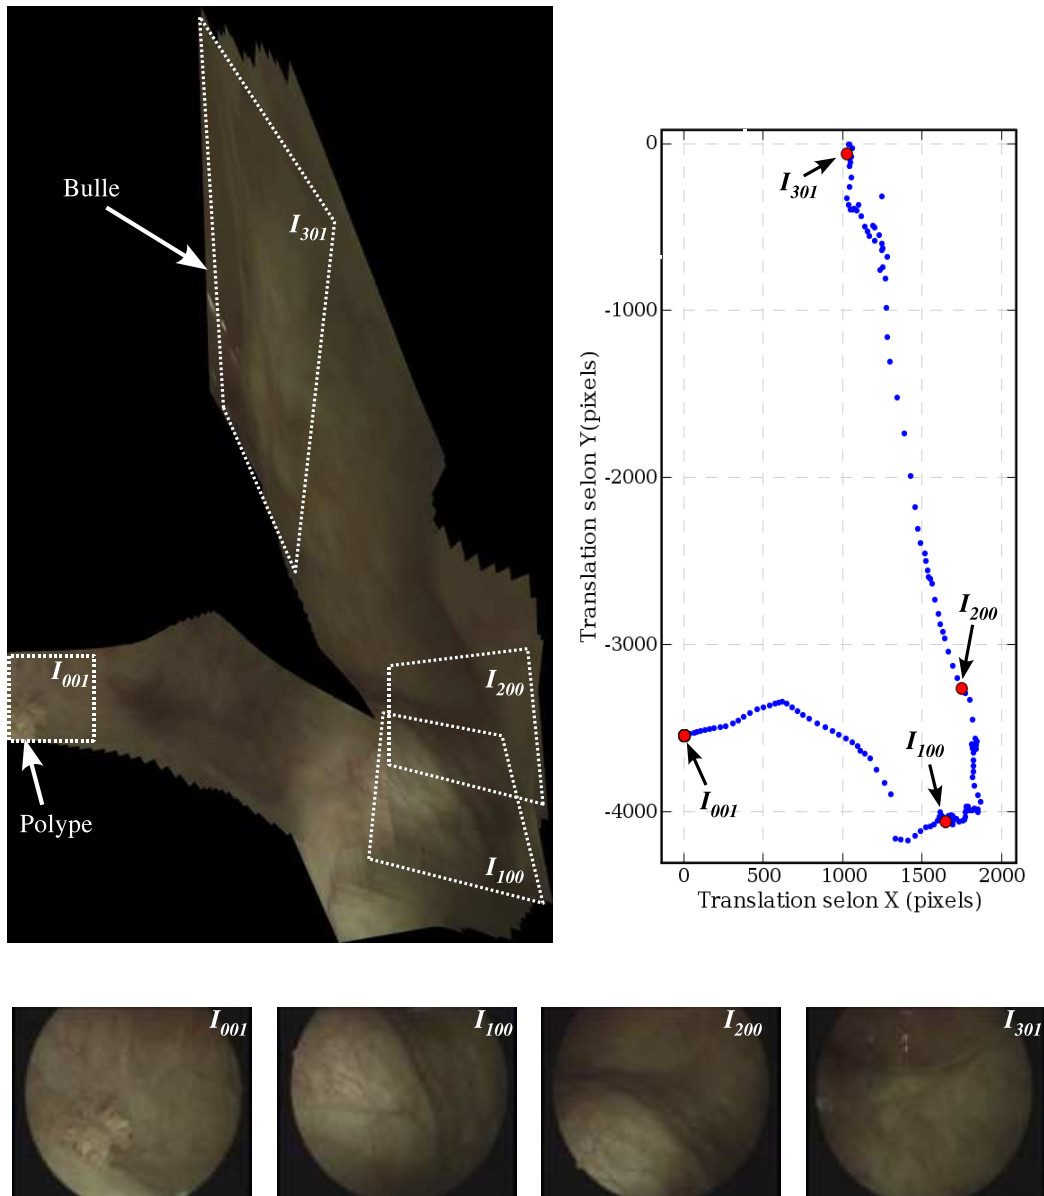 Bulle
I301
I001
Polype
I200
I100
0
-1000
-2000
-3000
-4000
Translation selon Y(pixels)
I301
I200
I100
I001
0 500 1000 1500 2000
Translation selon X (pixels)
I001 I100 I200 I301